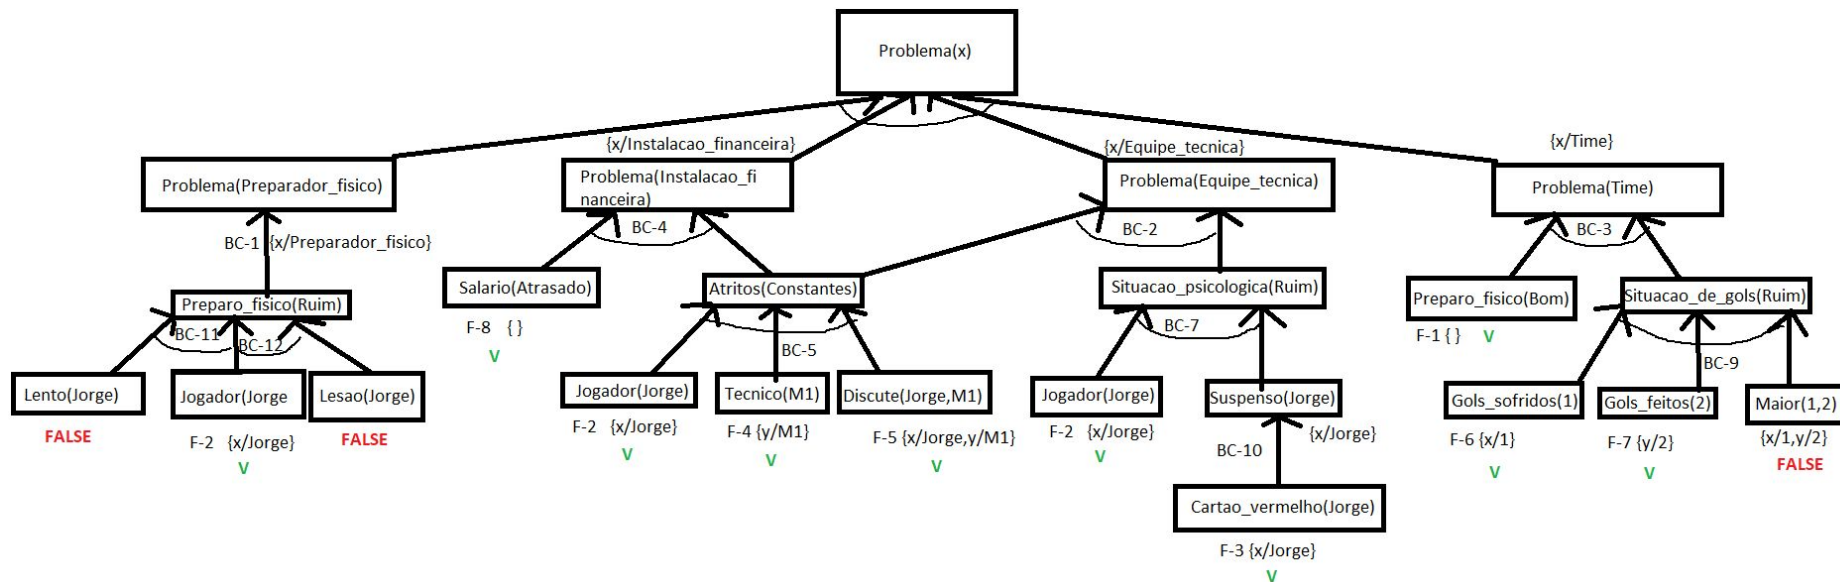 Problema(x)
{x/Instalacao_financeira}
{x/Equipe_tecnica}
{x/Time}
Problema(Preparador_fisico)
Problema(Instalacao_fi
nanceira)
Problema(Equipe_tecnica)
Problema(Time)
BC-1 {x/Preparador_fisico}
BC-4
BC-2
BC-3
Preparo_fisico(Ruim)
Salario(Atrasado)
Atritos(Constantes)
Situacao_psicologica(Ruim)
Preparo_fisico(Bom)
Situacao_de_gols(Ruim)
F-8 { }
V
F-1 { } V
BC-11
BC-12
BC-5
BC-7
BC-9
Lento(Jorge)
Jogador(Jorge
Lesao(Jorge)
Jogador(Jorge)
Tecnico(M1)
Discute(Jorge,M1)
Jogador(Jorge)
Suspenso(Jorge)
Gols_sofridos(1)
Gols_feitos(2)
Maior(1,2)
FALSE
F-2 {x/Jorge}
V
FALSE
F-2 {x/Jorge}
V
F-4 {y/M1}
V
F-5 {x/Jorge,y/M1}
V
F-2 {x/Jorge}
V
{x/Jorge}
BC-10
F-6 {x/1}
V
F-7 {y/2}
V
{x/1,y/2}
FALSE
Cartao_vermelho(Jorge)
F-3 {x/Jorge}
V